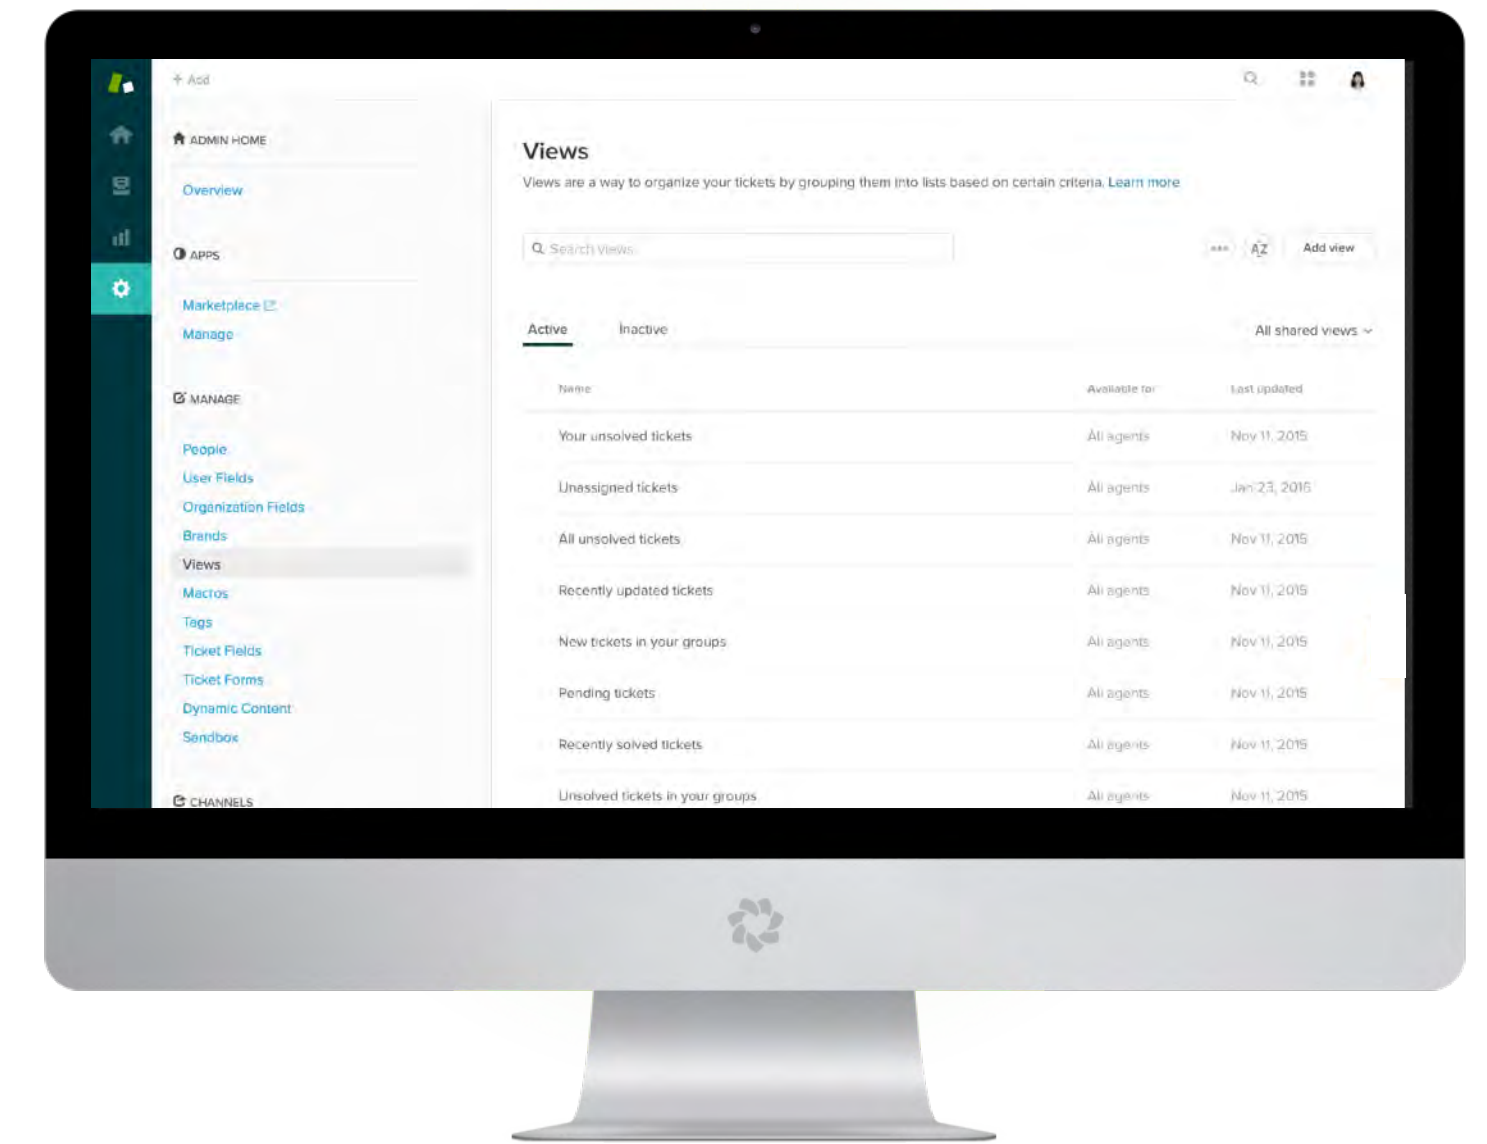 + Add
ADMIN HOME
Overview
APPS
Marketplace
Manage
MANAGE
People
User Fields
Organization Fields
Brands
Views
Macros
Tags
Ticket Fields
Ticket Forms
Dynamic Content
Sandbox
CHANNELS
Views
Views are a way to organize your tickets by grouping them into lists based on certain criteria. Learn more
Search views
AZ
Add view
Active Inactive All shared views
Name Available for Last updated
Your unsolved tickets All agents Nov 11, 2015
Unassigned tickets All agents Jan 23, 2016
All unsolved tickets All agents Nov 11, 2015
Recently updated tickets All agents Nov 11, 2015
New tickets in your groups All agents Nov 11, 2015
Pending tickets All agents Nov 11, 2015
Recently solved tickets All agents Nov 11, 2015
Unsolved tickets in your groups All agents Nov 11, 2015